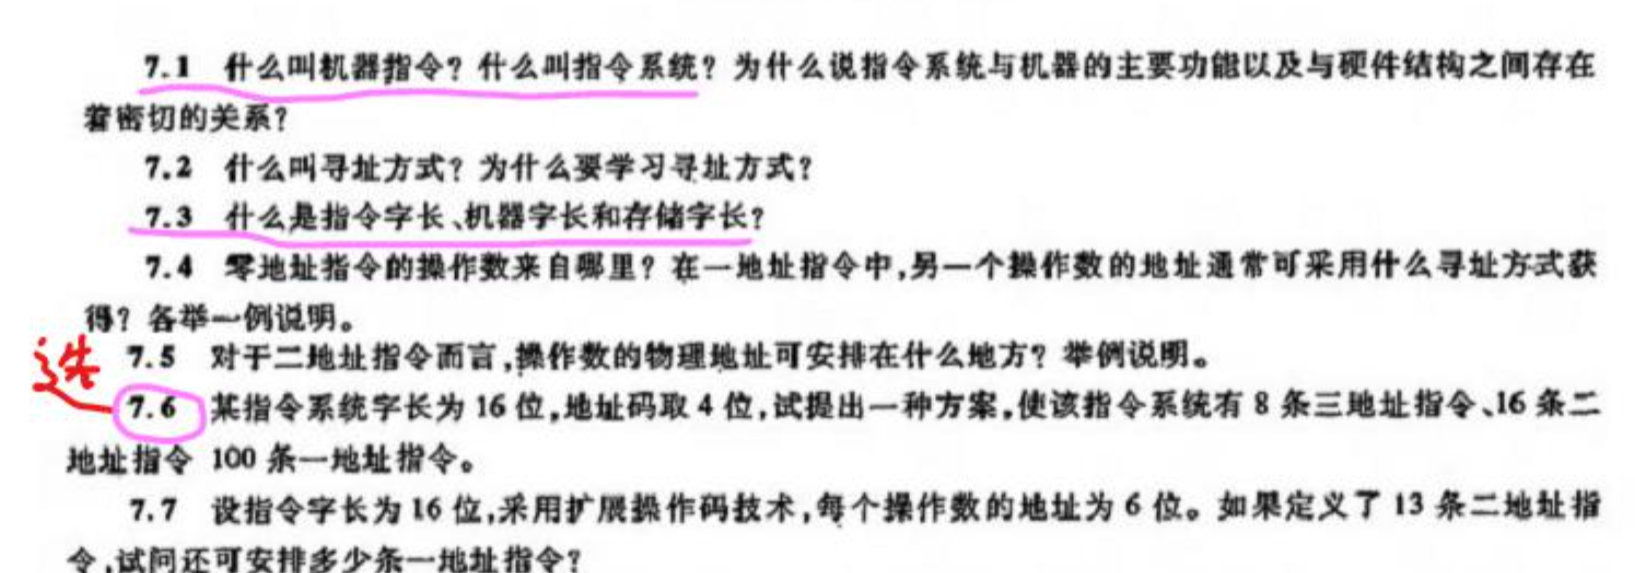 7.1 什么叫机器指令？什么叫指令系统？为什么说指令系统与机器的主要功能以及与硬件结构之间存在
着密切的关系？
7.2 什么叫寻址方式？为什么要学习寻址方式？
7.3 什么是指令字长、机器字长和存储字长？
7.4 零地址指令的操作数来自哪里？在一地址指令中，另一个操作数的地址通常可采用什么寻址方式获
得？各举一例说明。
选
7.5 对于二地址指令而言，操作数的物理地址可安排在什么地方？举例说明。
7.6 某指令系统字长为 16 位，地址码取 4 位，试提出一种方案，使该指令系统有 8 条三地址指令、16 条二
地址指令 100 条一地址指令。
7.7 设指令字长为 16 位，采用扩展操作码技术，每个操作数的地址为 6 位。如果定义了 13 条二地址指
令，试问还可安排多少条一地址指令？